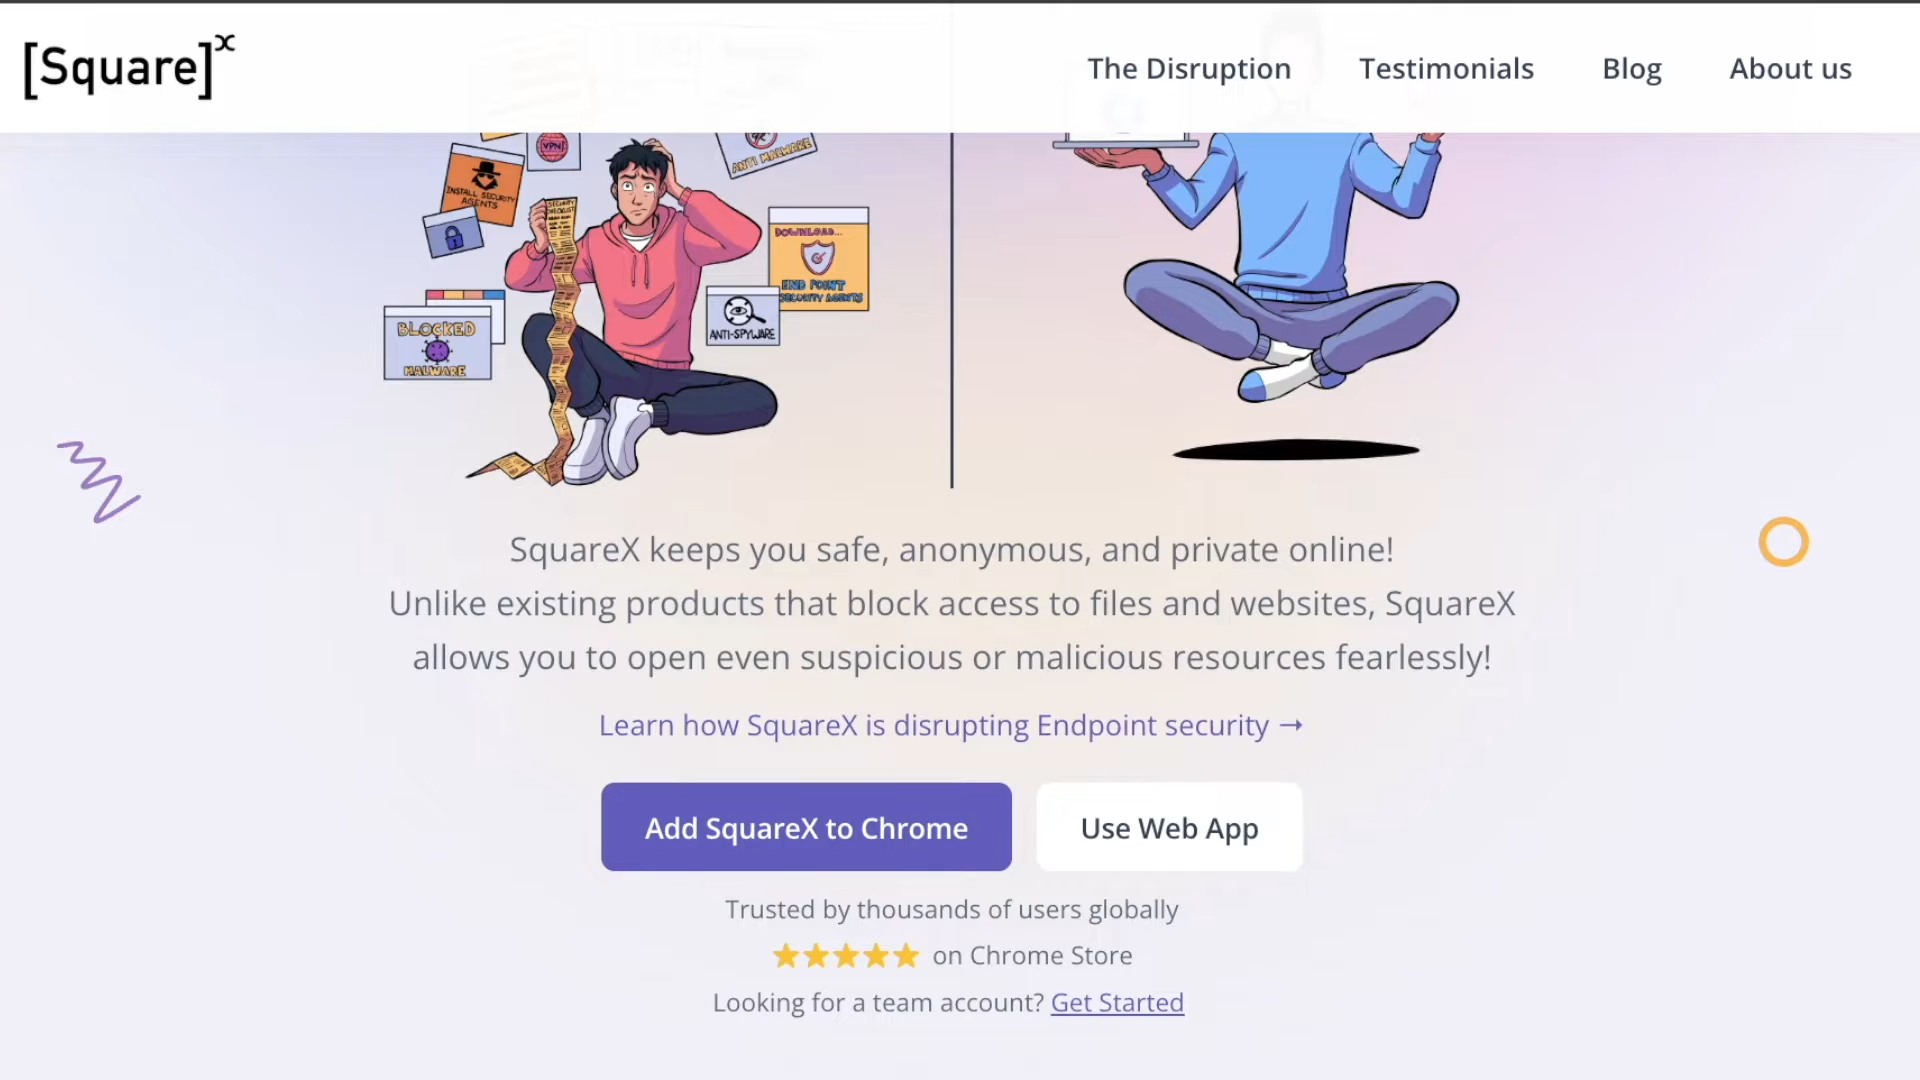 [Square]x
The Disruption
Testimonials
Blog
About us
VPN
ANTI MALWARE
INSTALL SECURITY
AGENTS
SECURITY
CHECKLIST
DOWNLOAD...
END POINT
SECURITY AGENTS
ANTI-SPYWARE
BLOCKED
MALWARE
SquareX keeps you safe, anonymous, and private online!
Unlike existing products that block access to files and websites, SquareX
allows you to open even suspicious or malicious resources fearlessly!
Learn how SquareX is disrupting Endpoint security →
Add SquareX to Chrome
Use Web App
Trusted by thousands of users globally
on Chrome Store
Looking for a team account? Get Started